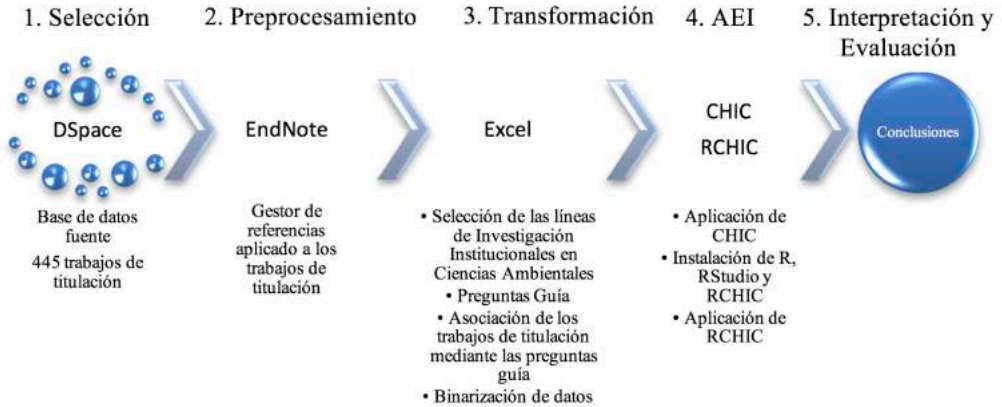 1. Selección
2. Preprocesamiento
3. Transformación
4. AEI
5. Interpretación y
Evaluación
DSpace
EndNote
Excel
CHIC
RCHIC
Conclusiones
Base de datos
fuente
445 trabajos de
titulación
Gestor de
referencias
aplicado a los
trabajos de
titulación
• Selección de las líneas
de Investigación
Institucionales en
Ciencias Ambientales
• Preguntas Guía
• Asociación de los
trabajos de titulación
mediante las preguntas
guía
• Binarización de datos
• Aplicación de
CHIC
• Instalación de R,
RStudio y
RCHIC
• Aplicación de
RCHIC